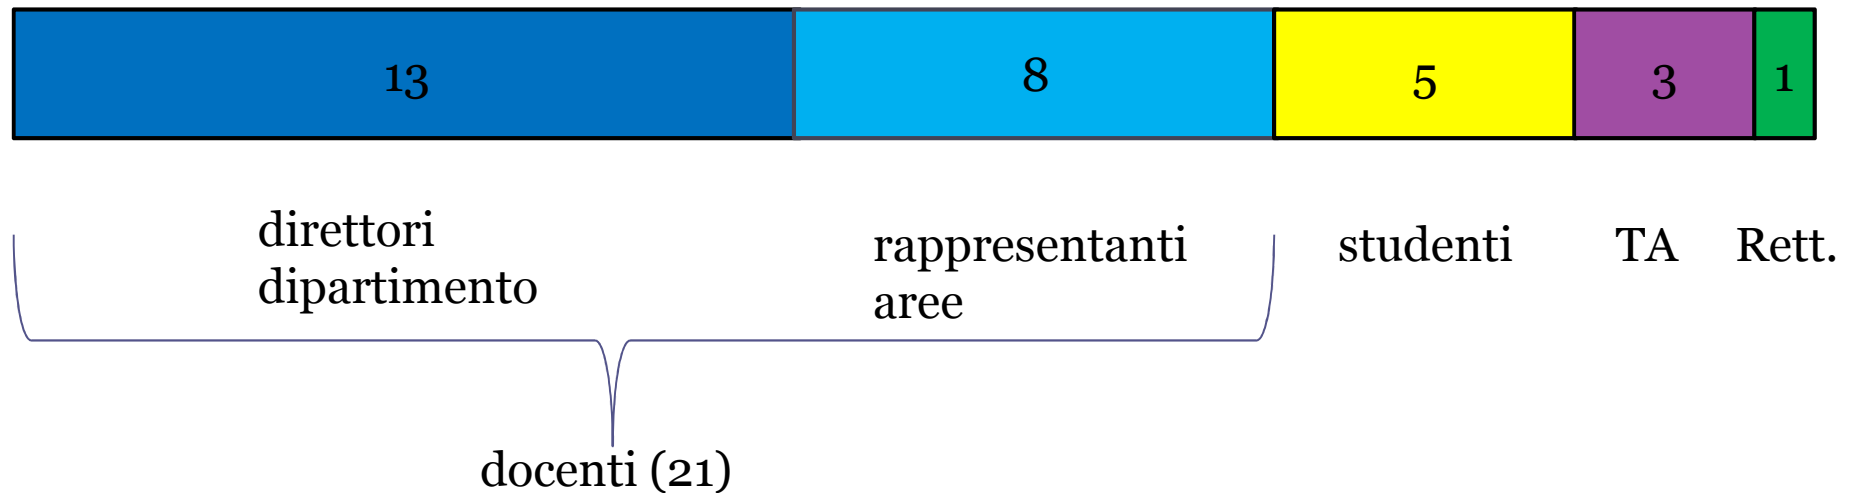 13
8
5
3
1
direttori
dipartimento
rappresentanti
aree
studenti
TA
Rett.
docenti (21)